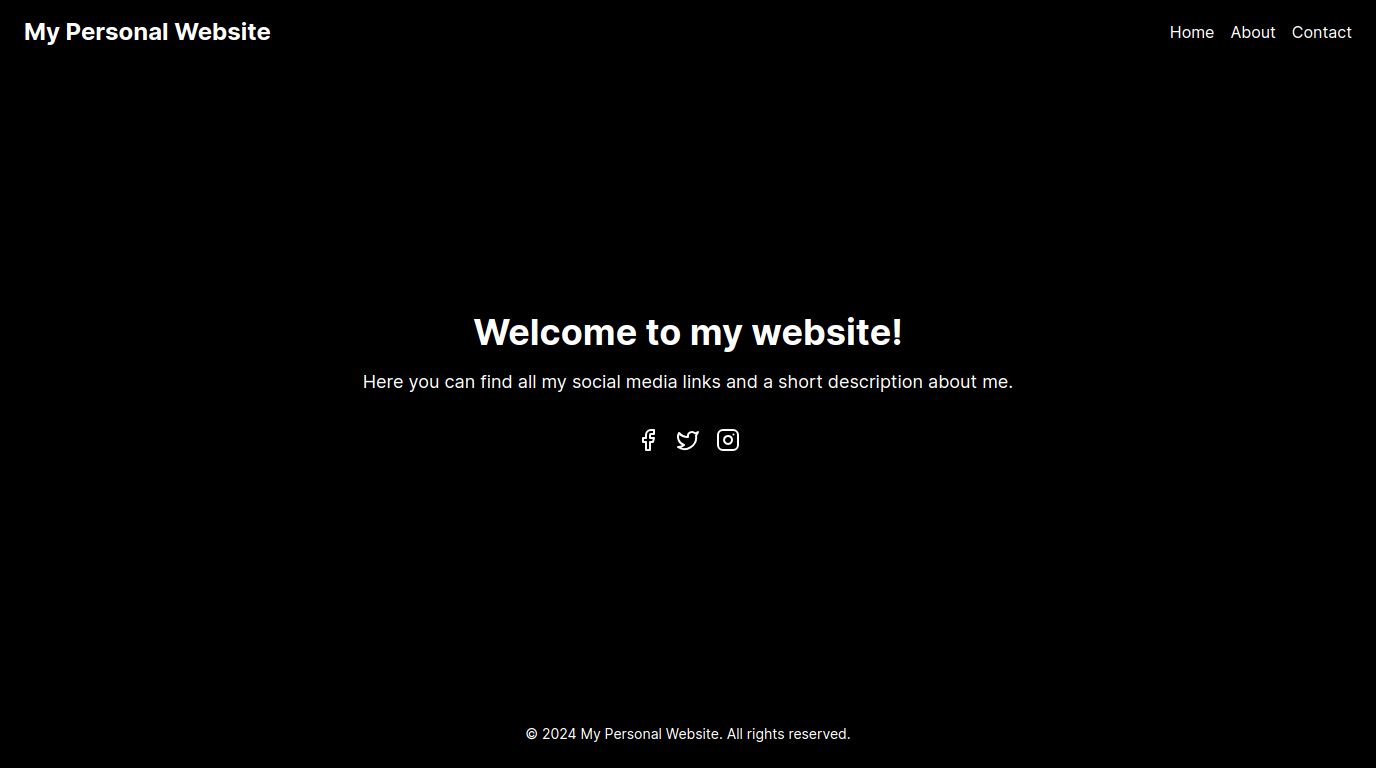 My Personal Website
Home About Contact
Welcome to my website!
Here you can find all my social media links and a short description about me.
© 2024 My Personal Website. All rights reserved.